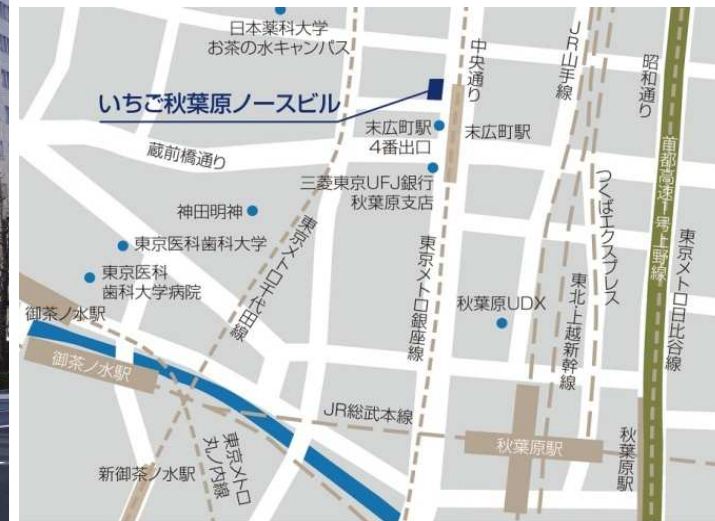 日本薬科大学
お茶の水キャンパス
中央通り
JR山手線
昭和通り
いちご秋葉原ノースビル
末広町駅
4番出口
末広町駅
蔵前橋通り
三菱東京UFJ銀行
秋葉原支店
首都高速1号上野線
つくばエクスプレス
神田明神
東京医科歯科大学
東京医科
歯科大学病院
東京メトロ千代田線
東京メトロ銀座線
東北・上越新幹線
東京メトロ日比谷線
秋葉原UDX
御茶ノ水駅
御茶ノ水駅
JR総武本線
秋葉原駅
秋葉原駅
新御茶ノ水駅
東京メトロ
丸ノ内線